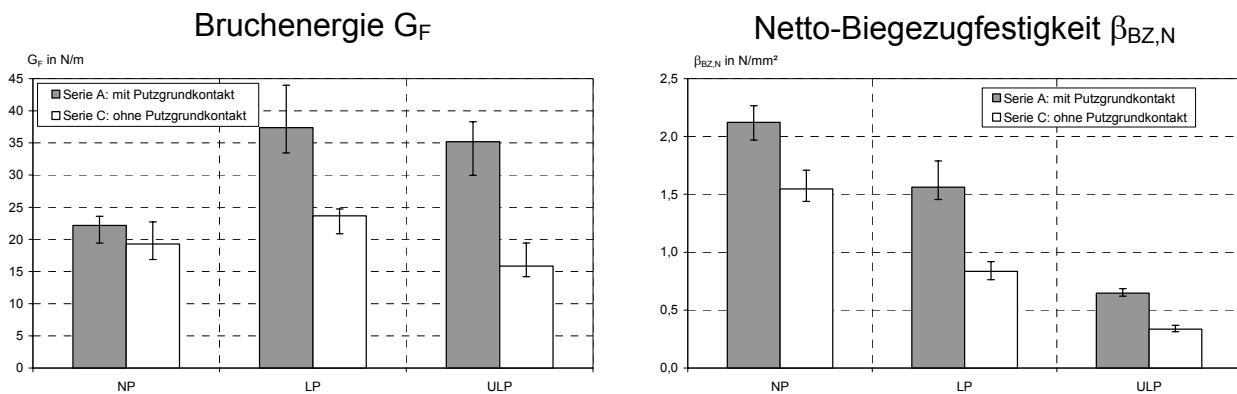 Bruchenergie GF
GF in N/m
45
40
35
30
25
20
15
10
5
0
Serie A: mit Putzgrundkontakt
Serie C: ohne Putzgrundkontakt
NP LP ULP
Netto-Biegezugfestigkeit βBZ,N
βBZ,N in N/mm²
2,5
2,0
1,5
1,0
0,5
0,0
Serie A: mit Putzgrundkontakt
Serie C: ohne Putzgrundkontakt
NP LP ULP